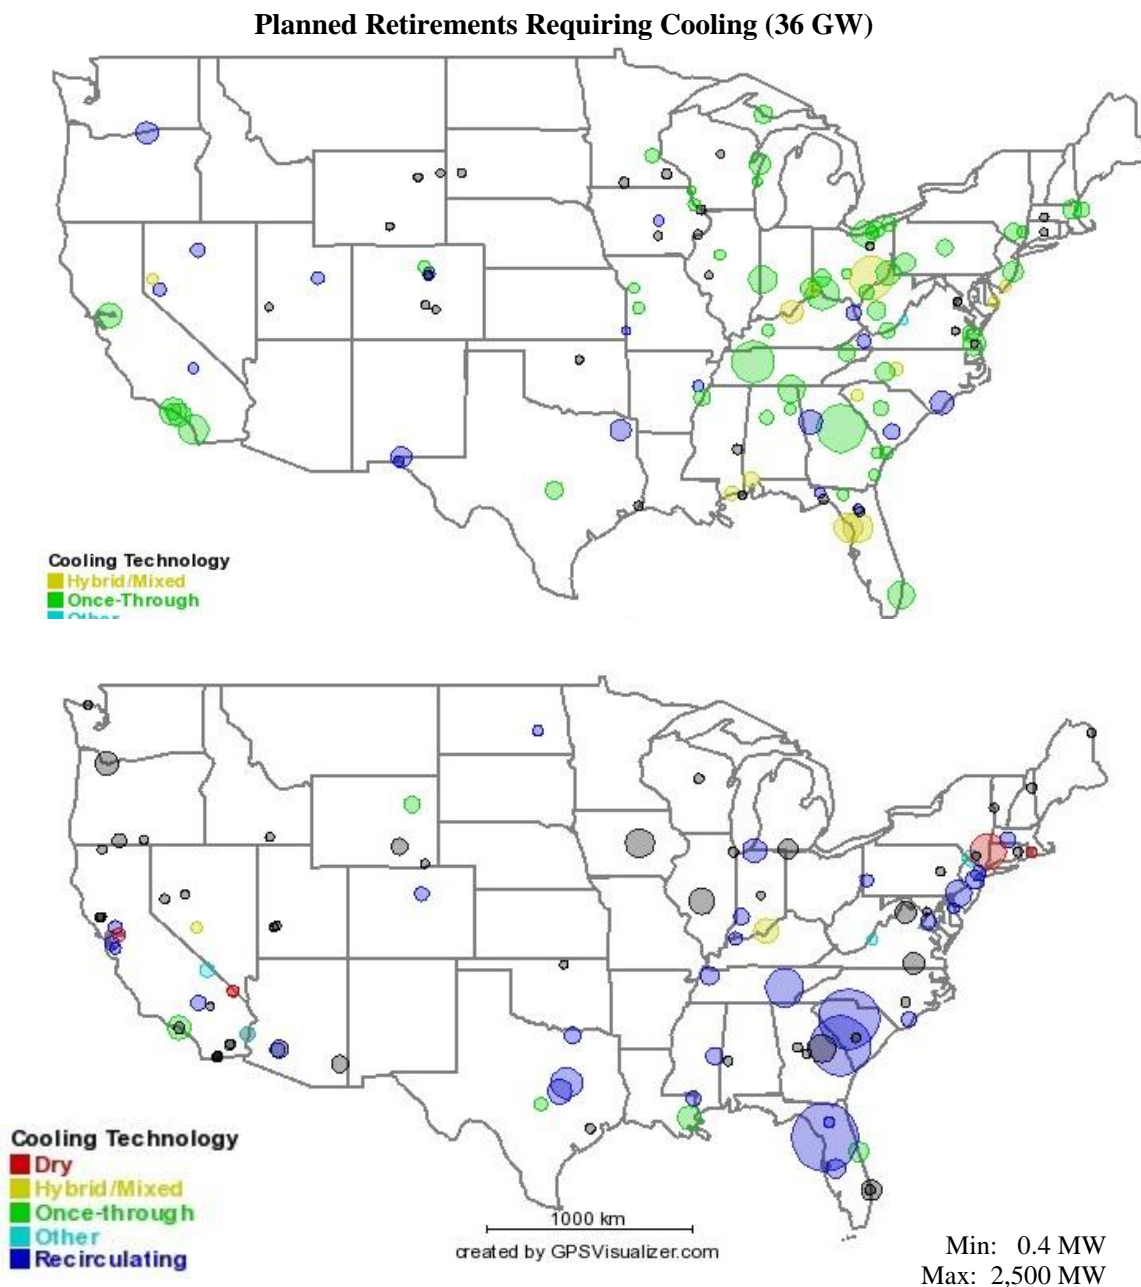 Planned Retirements Requiring Cooling (36 GW)
Cooling Technology
Hybrid/Mixed
Once-Through
Other
Cooling Technology
Dry
Hybrid/Mixed
Once-through
Other
Recirculating
1000 km
created by GPSVisualizer.com
Min: 0.4 MW
Max: 2,500 MW